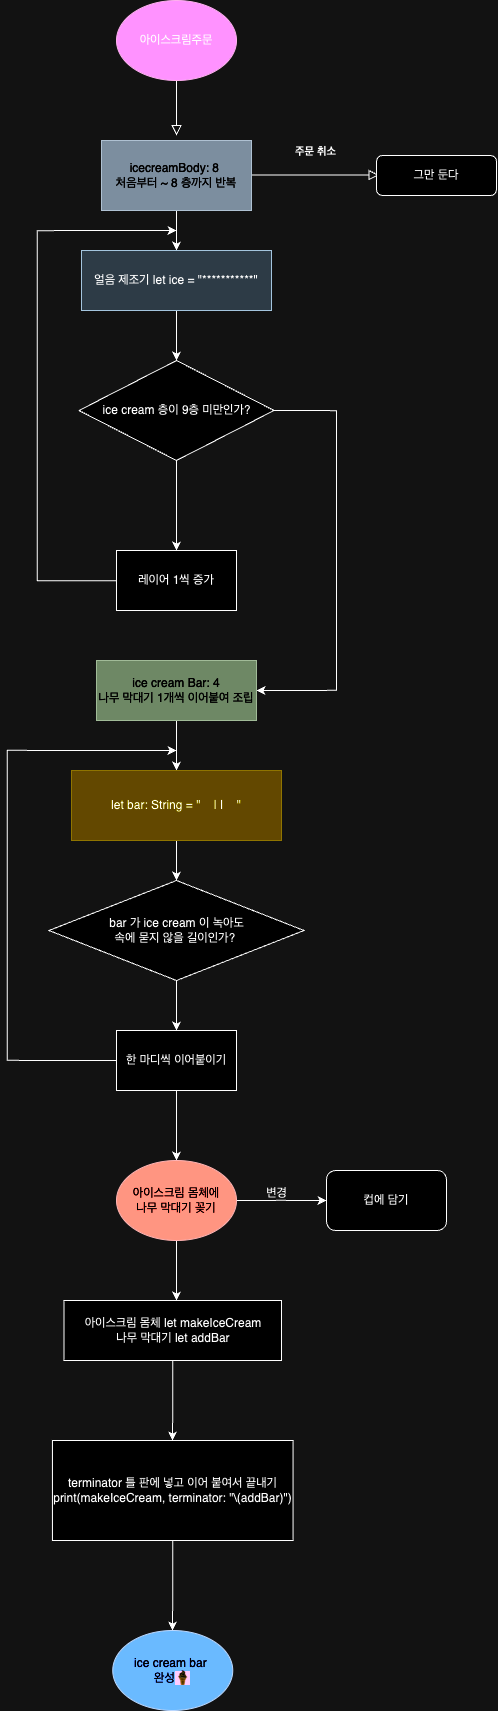 아이스크림주문
icecreamBody: 8
처음부터 ~ 8 층까지 반복
주문 취소
그만 둔다
얼음 제조기 let ice = "***********"
ice cream 층이 9층 미만인가?
레이어 1씩 증가
ice cream Bar: 4
나무 막대기 1개씩 이어붙여 조립
let bar: String = "    | |    "
bar 가 ice cream 이 녹아도
속에 묻지 않을 길이인가?
한 마디씩 이어붙이기
아이스크림 몸체에
나무 막대기 꽂기
변경
컵에 담기
아이스크림 몸체 let makeIceCream
나무 막대기 let addBar
terminator 틀 판에 넣고 이어 붙여서 끝내기
print(makeIceCream, terminator: "\(addBar)")
ice cream bar
완성